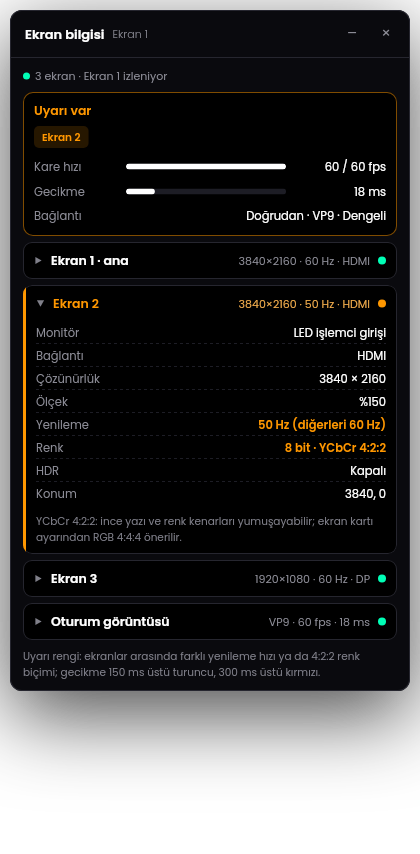 Ekran bilgisi Ekran 1
3 ekran · Ekran 1 izleniyor
Uyarı var
Ekran 2
Kare hızı 60 / 60 fps
Gecikme 18 ms
Bağlantı Doğrudan · VP9 · Dengeli
Ekran 1 · ana 3840×2160 · 60 Hz · HDMI
Ekran 2 3840×2160 · 50 Hz · HDMI
Monitör LED işlemci girişi
Bağlantı HDMI
Çözünürlük 3840 × 2160
Ölçek %150
Yenileme 50 Hz (diğerleri 60 Hz)
Renk 8 bit · YCbCr 4:2:2
HDR Kapalı
Konum 3840, 0
YCbCr 4:2:2: ince yazı ve renk kenarları yumuşayabilir; ekran kartı
ayarından RGB 4:4:4 önerilir.
Ekran 3 1920×1080 · 60 Hz · DP
Oturum görüntüsü VP9 · 60 fps · 18 ms
Uyarı rengi: ekranlar arasında farklı yenileme hızı ya da 4:2:2 renk
biçimi; gecikme 150 ms üstü turuncu, 300 ms üstü kırmızı.